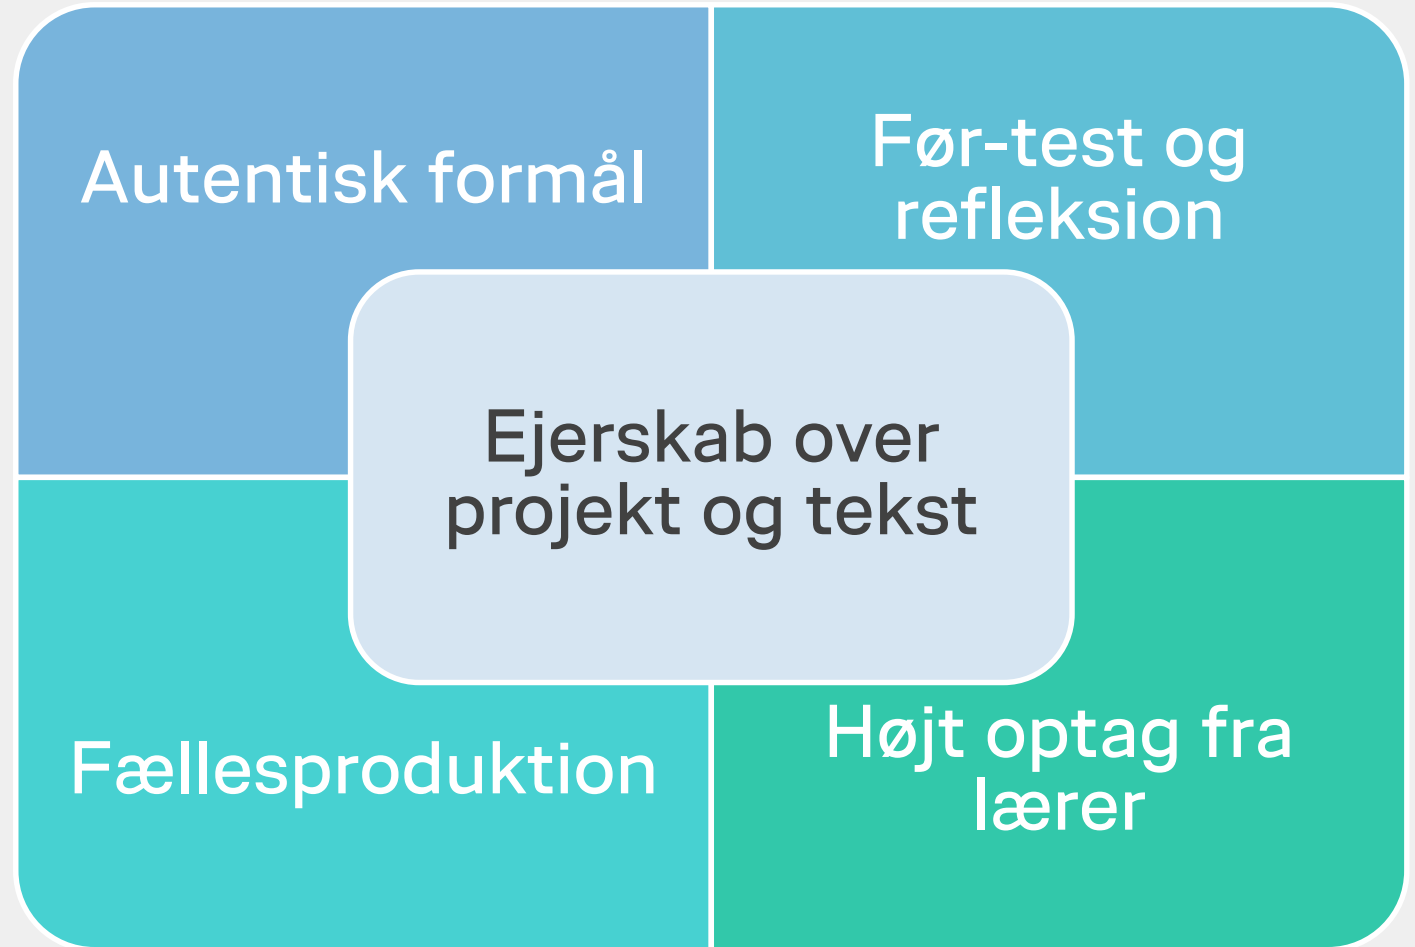 Autentisk formål
Før-test og
refleksion
Ejerskab over
projekt og tekst
Fællesproduktion
Højt optag fra
lærer